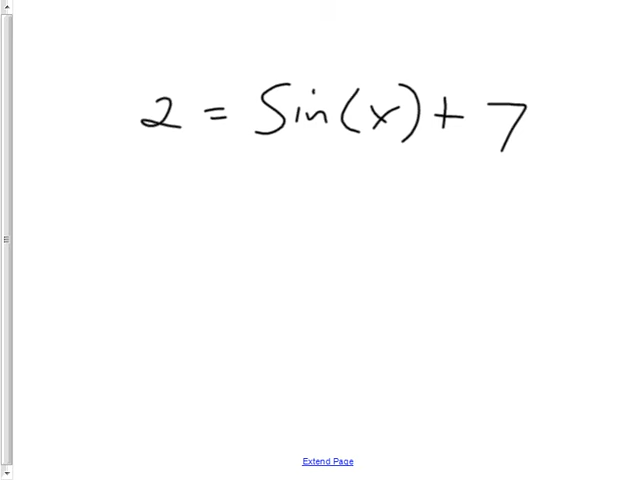 2 = Sin(x) + 7
Extend Page